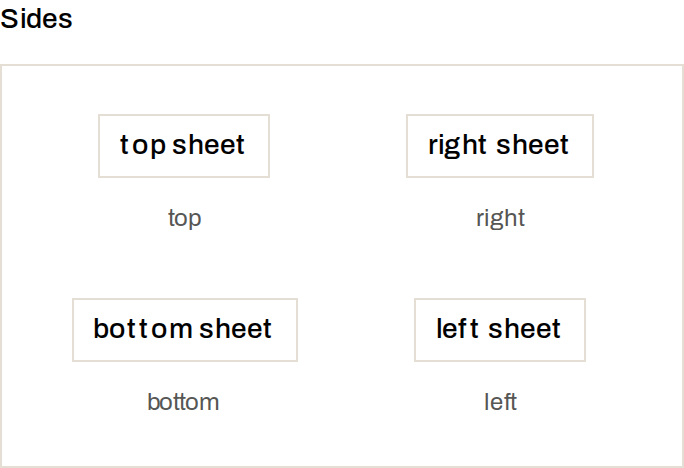 Sides
top sheet
right sheet
top
right
bottom sheet
left sheet
bottom
left